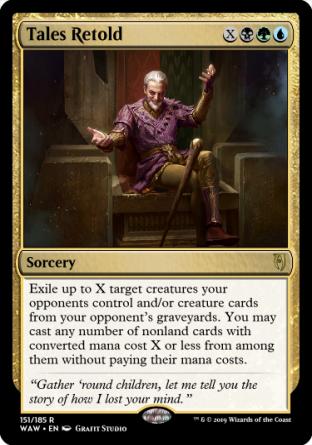 Tales Retold
X
Sorcery
Exile up to X target creatures your
opponents control and/or creature cards
from your opponent's graveyards. You may
cast any number of nonland cards with
converted mana cost X or less from among
them without paying their mana costs.
"Gather 'round children, let me tell you the
story of how I lost your mind."
151/185 R
WAW • EN Grafit Studio
™ & © 2019 Wizards of the Coast